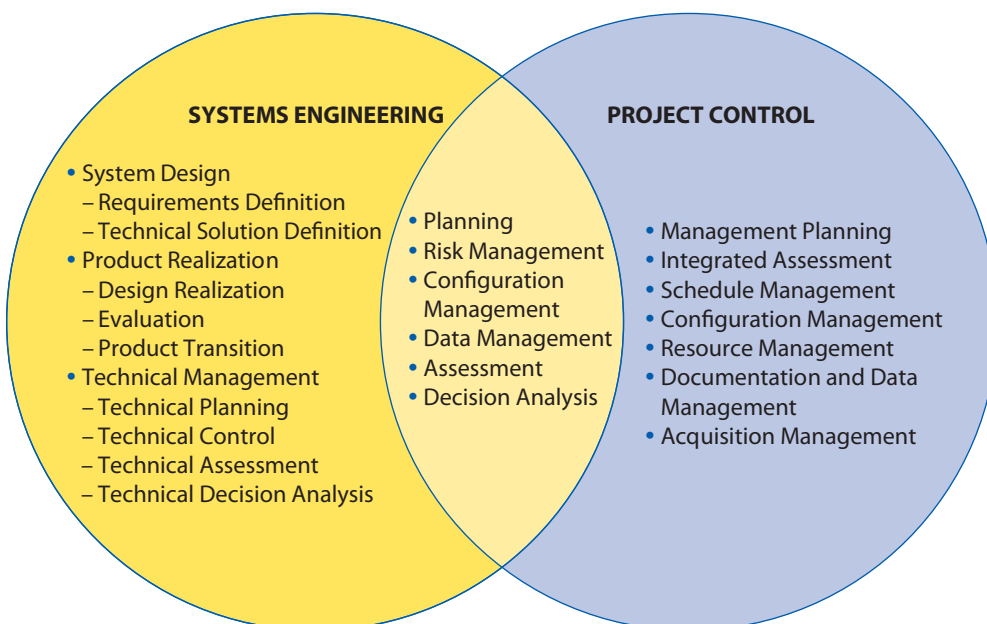 SYSTEMS ENGINEERING
• System Design
– Requirements Definition
– Technical Solution Definition
• Product Realization
– Design Realization
– Evaluation
– Product Transition
• Technical Management
– Technical Planning
– Technical Control
– Technical Assessment
– Technical Decision Analysis
• Planning
• Risk Management
• Configuration
Management
• Data Management
• Assessment
• Decision Analysis
PROJECT CONTROL
• Management Planning
• Integrated Assessment
• Schedule Management
• Configuration Management
• Resource Management
• Documentation and Data
Management
• Acquisition Management